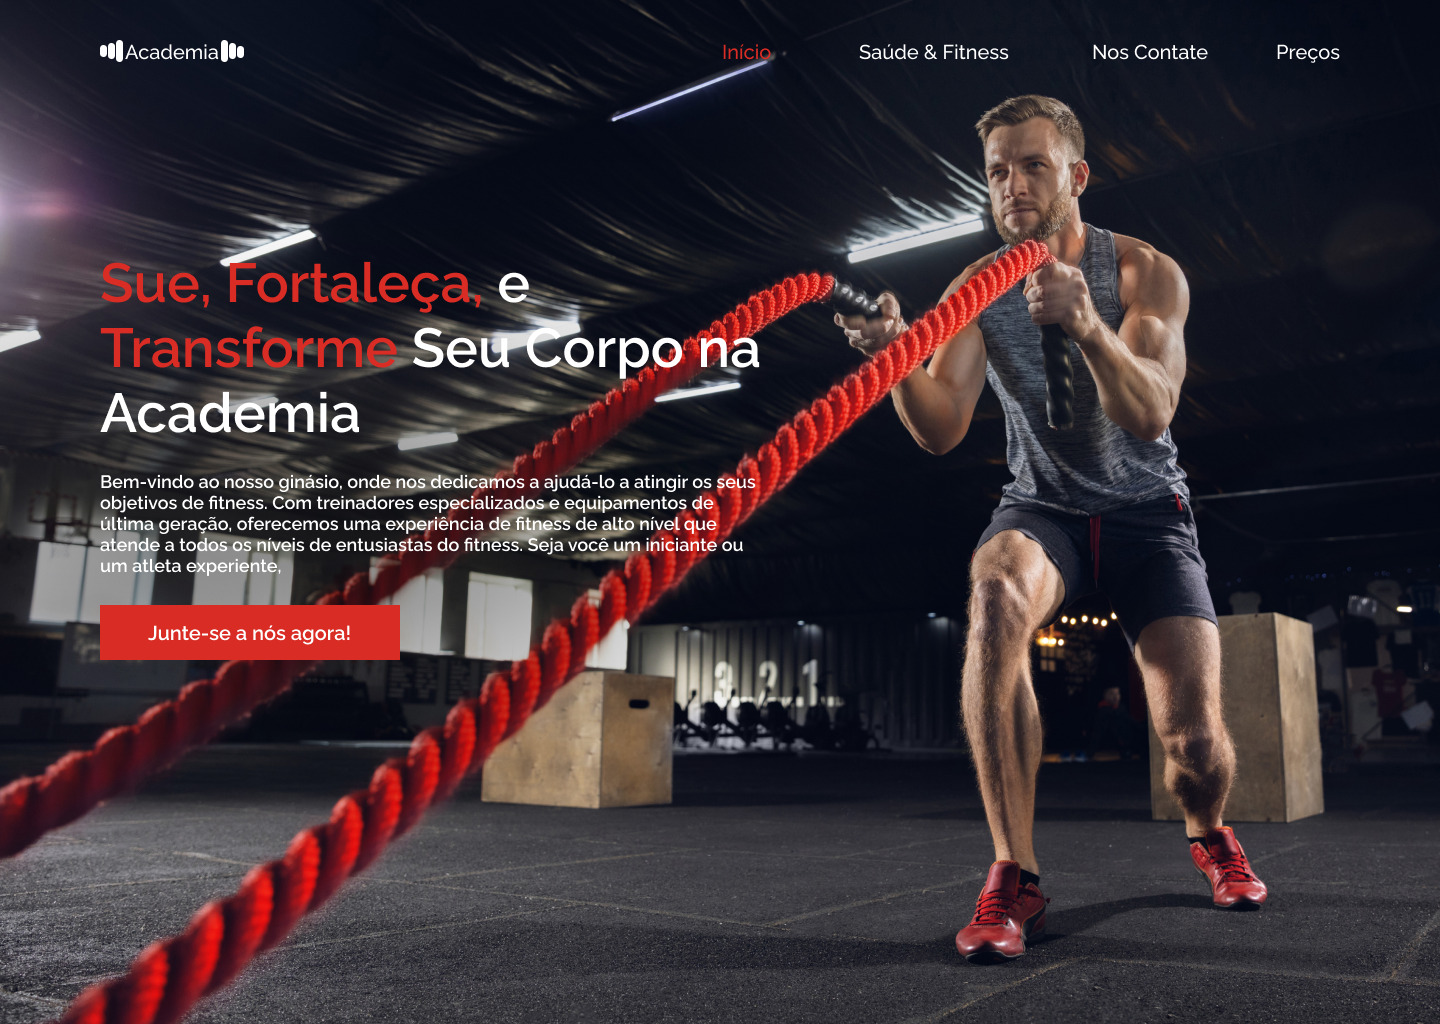 Academia
Início
Saúde & Fitness
Nos Contate
Preços
Sue, Fortaleça, e
Transforme Seu Corpo na
Academia
Bem-vindo ao nosso ginásio, onde nos dedicamos a ajudá-lo a atingir os seus
objetivos de fitness. Com treinadores especializados e equipamentos de
última geração, oferecemos uma experiência de fitness de alto nível que
atende a todos os níveis de entusiastas do fitness. Seja você um iniciante ou
um atleta experiente,
Junte-se a nós agora!
3..2..1..